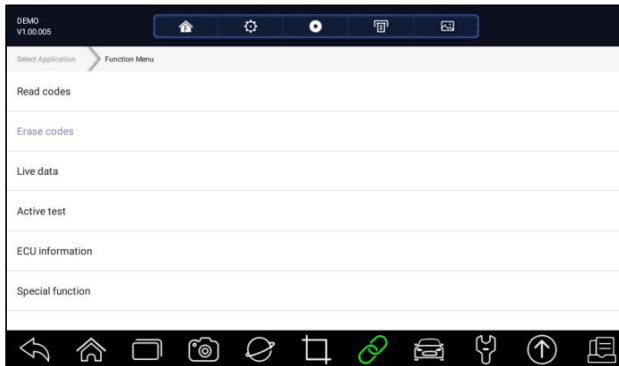 DEMO
V1.00.005
Select Application
Function Menu
Read codes
Erase codes
Live data
Active test
ECU information
Special function